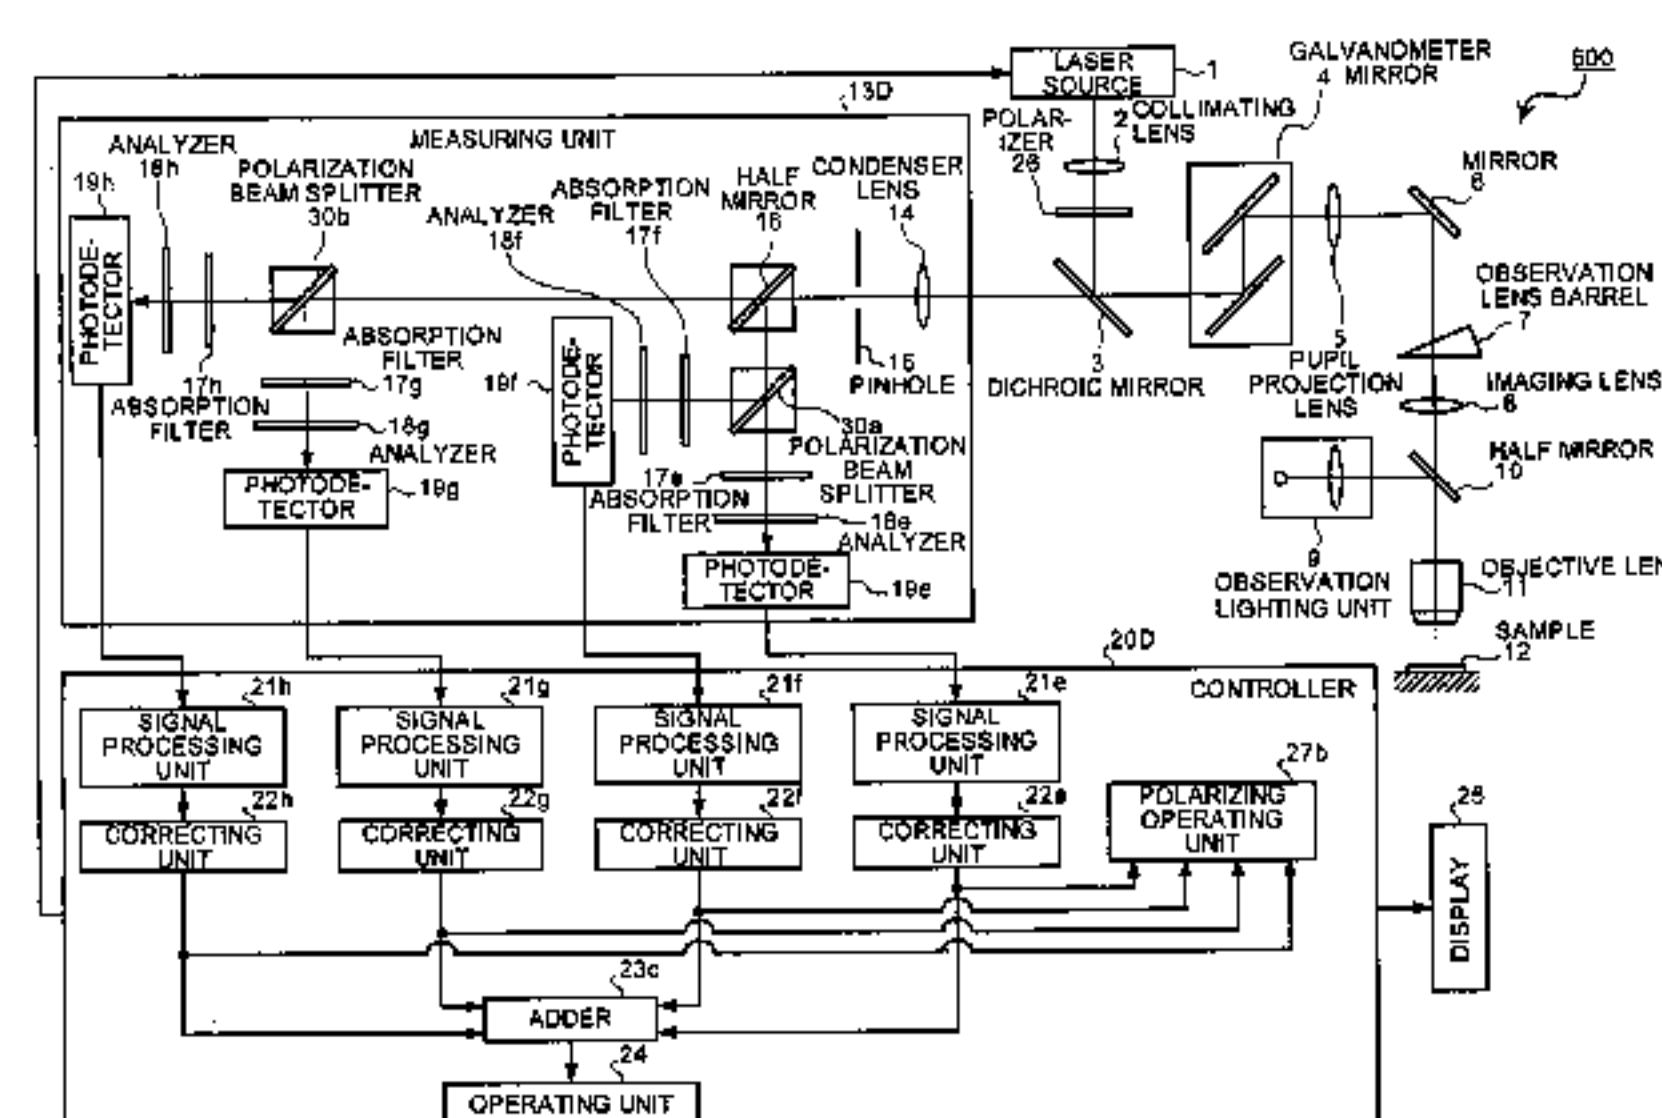 LASER
SOURCE
1
GALVANOMETER
4 MIRROR
500
13D
POLAR-
IZER
26
2
COLLIMATING
LENS
MEASURING UNIT
ANALYZER
18h
19h
POLARIZATION
BEAM SPLITTER
30b
ANALYZER
18f
ABSORPTION
FILTER
17f
HALF
MIRROR
16
CONDENSER
LENS
14
MIRROR
6
PHOTODE-
TECTOR
OBSERVATION
LENS BARREL
7
ABSORPTION
FILTER
17h
17g
ABSORPTION
FILTER
18g
ANALYZER
PHOTODE-
TECTOR
19g
19f
PHOTODE-
TECTOR
15
PINHOLE
3
DICHROIC MIRROR
5
PUPIL
PROJECTION
LENS
IMAGING LENS
8
30a
POLARIZATION
BEAM
SPLITTER
17e
ABSORPTION
FILTER
18e
ANALYZER
PHOTODE-
TECTOR
19e
HALF MIRROR
10
9
OBSERVATION
LIGHTING UNIT
OBJECTIVE LEN
11
SAMPLE
12
20D
CONTROLLER
21h
SIGNAL
PROCESSING
UNIT
21g
SIGNAL
PROCESSING
UNIT
21f
SIGNAL
PROCESSING
UNIT
21e
SIGNAL
PROCESSING
UNIT
27b
POLARIZING
OPERATING
UNIT
22h
CORRECTING
UNIT
22g
CORRECTING
UNIT
22f
CORRECTING
UNIT
22e
CORRECTING
UNIT
DISPLAY
23c
ADDER
24
OPERATING UNIT